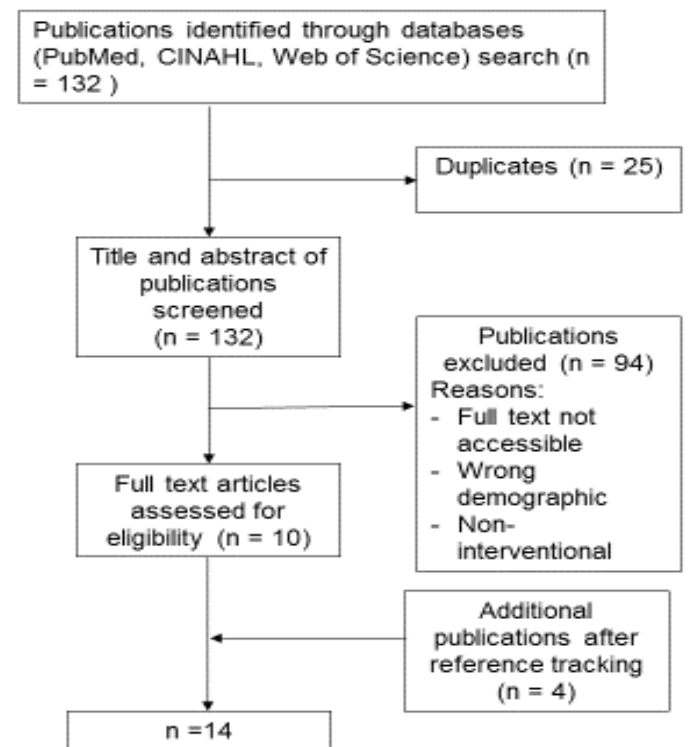 Publications identified through databases
(PubMed, CINAHL, Web of Science) search (n
= 132 )
Duplicates (n = 25)
Title and abstract of
publications
screened
(n = 132)
Publications
excluded (n = 94)
Reasons:
- Full text not
accessible
- Wrong
demographic
- Non-
interventional
Full text articles
assessed for
eligibility (n = 10)
Additional
publications after
reference tracking
(n = 4)
n =14